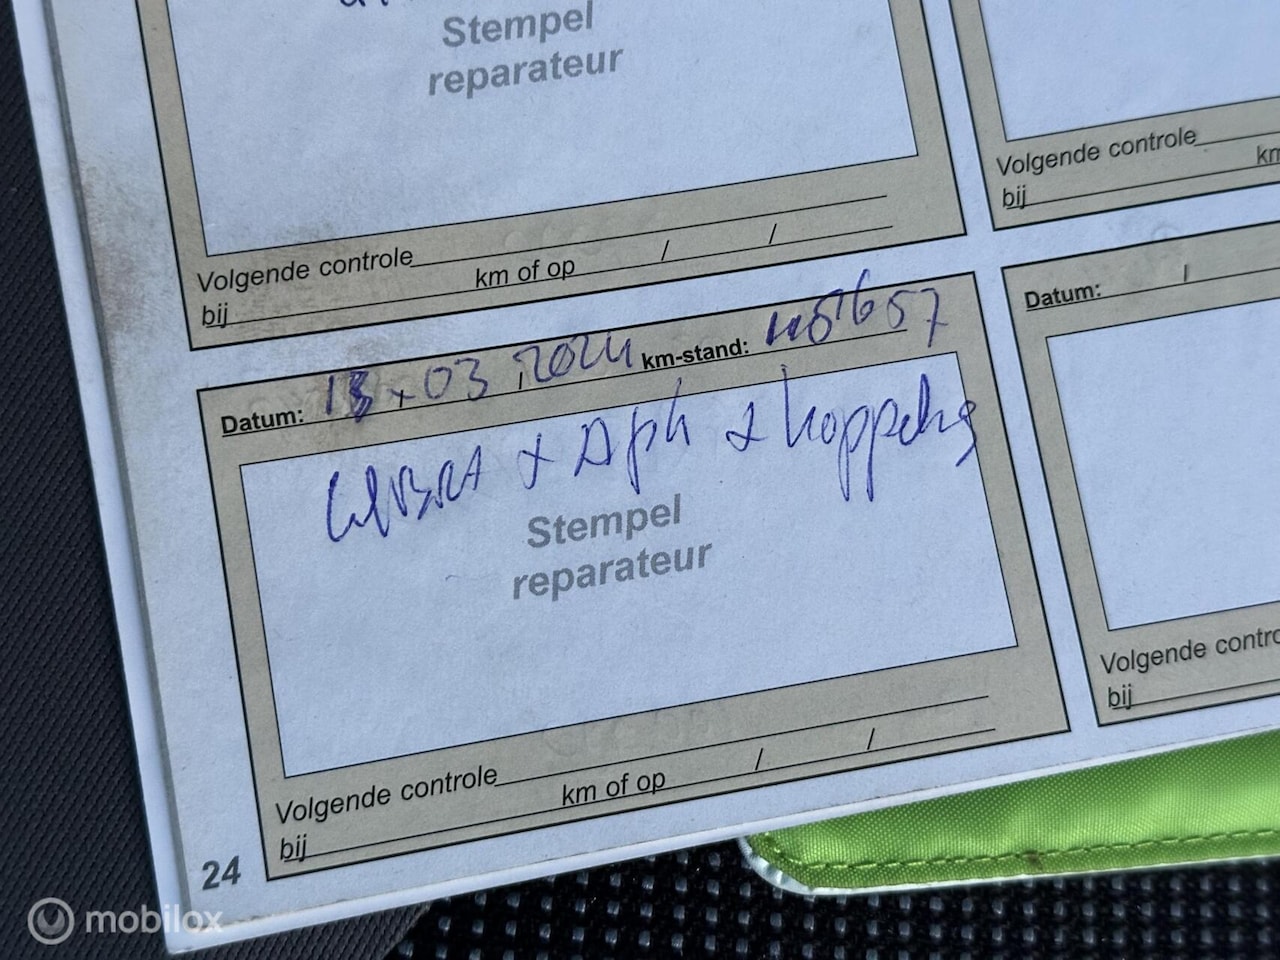 Stempel
reparateur
Volgende controle
bij km of op / /
Volgende controle
bij km
Datum: 13 03 2024 km-stand:
& koppeling
Stempel
reparateur
Volgende controle
bij km of op / /
Datum: /
Volgende contro
bij
24
mobilox